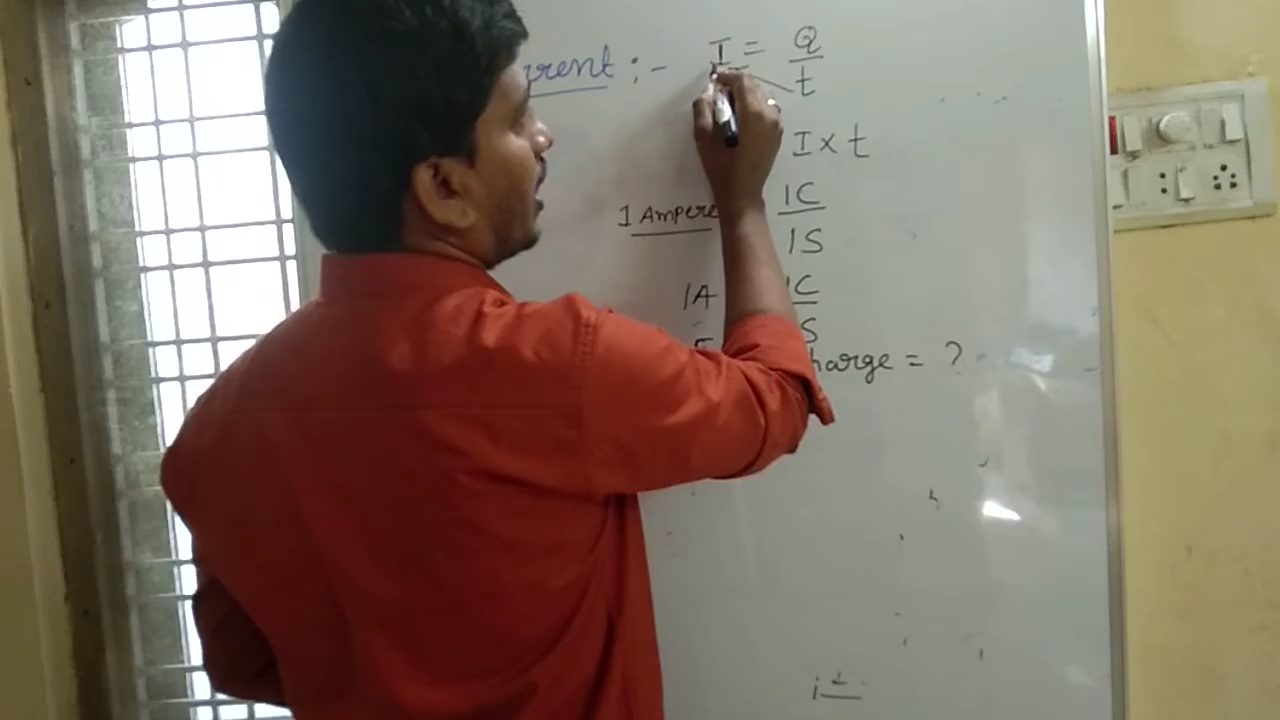 rrent :- I = Q/t
I x t
1 Ampere 1C/1S
1A 1C/S
harge = ?
i